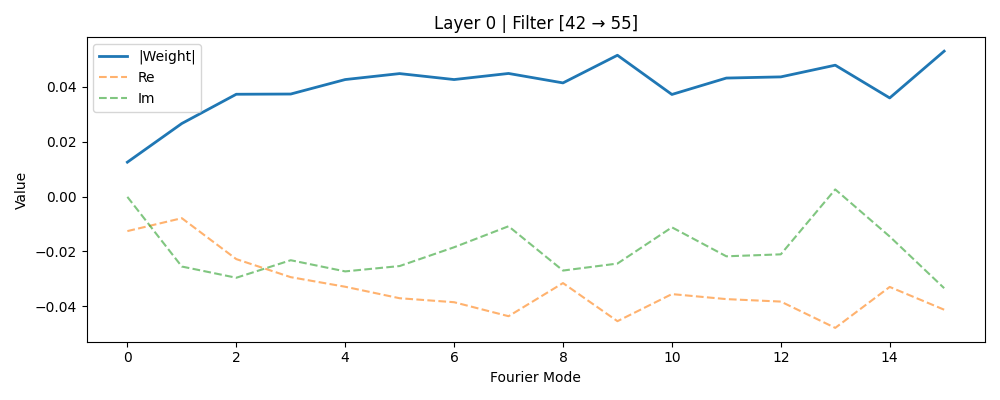 Layer 0 | Filter [42 → 55]
|Weight|
Re
Im
0.04
0.02
0.00
−0.02
−0.04
Value
0 2 4 6 8 10 12 14
Fourier Mode